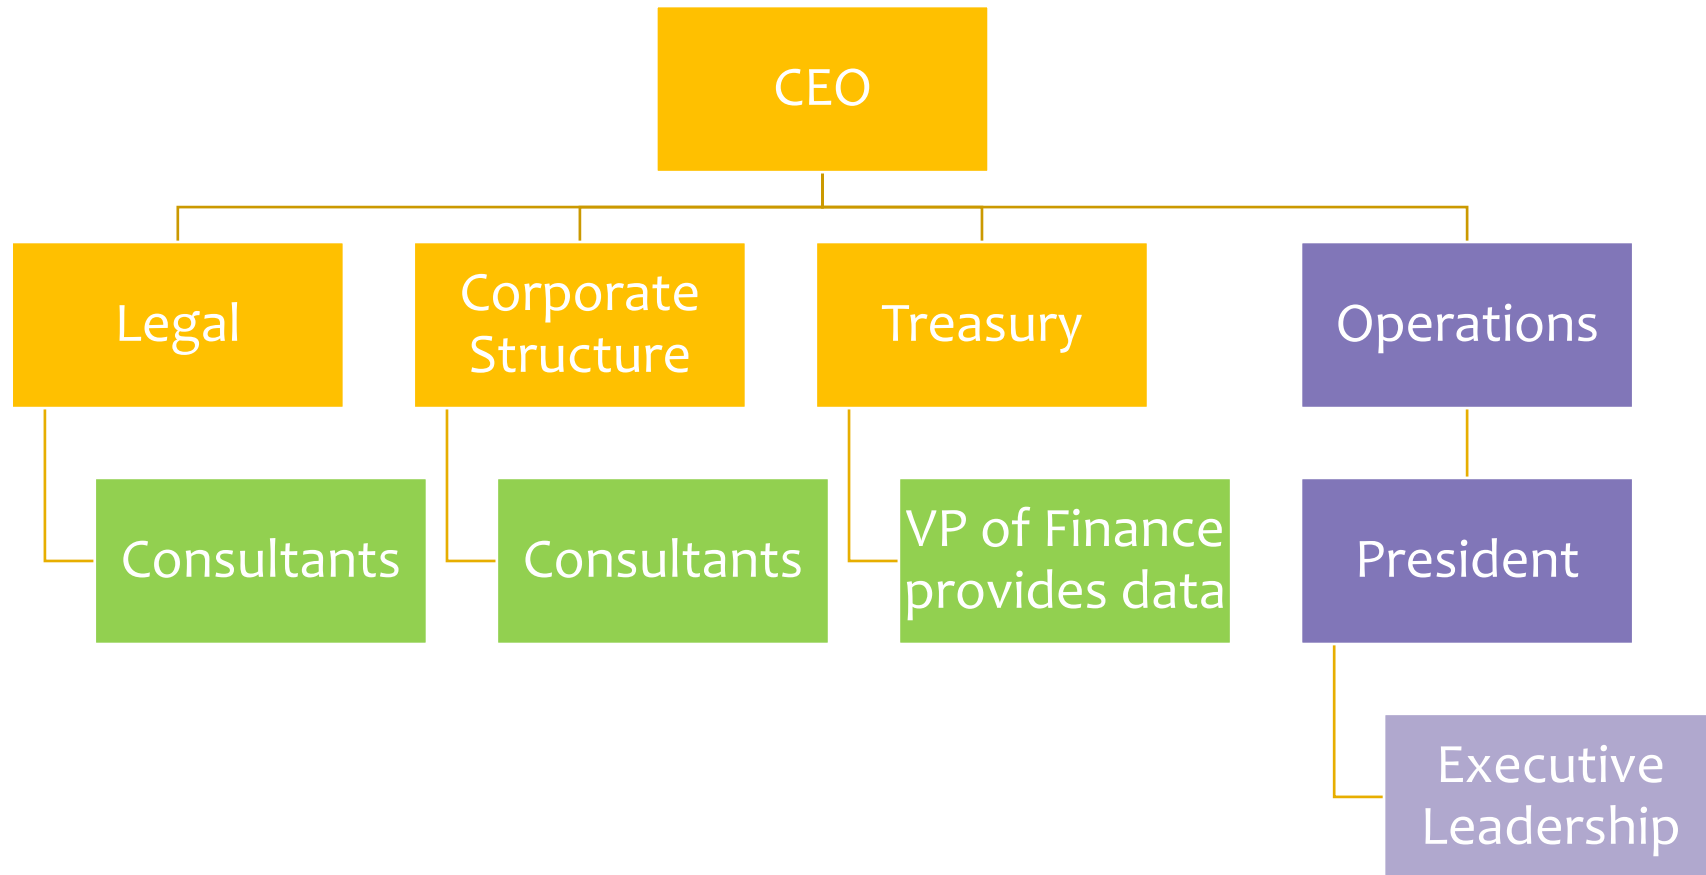 CEO
Legal
Corporate
Structure
Treasury
Operations
Consultants
Consultants
VP of Finance
provides data
President
Executive
Leadership